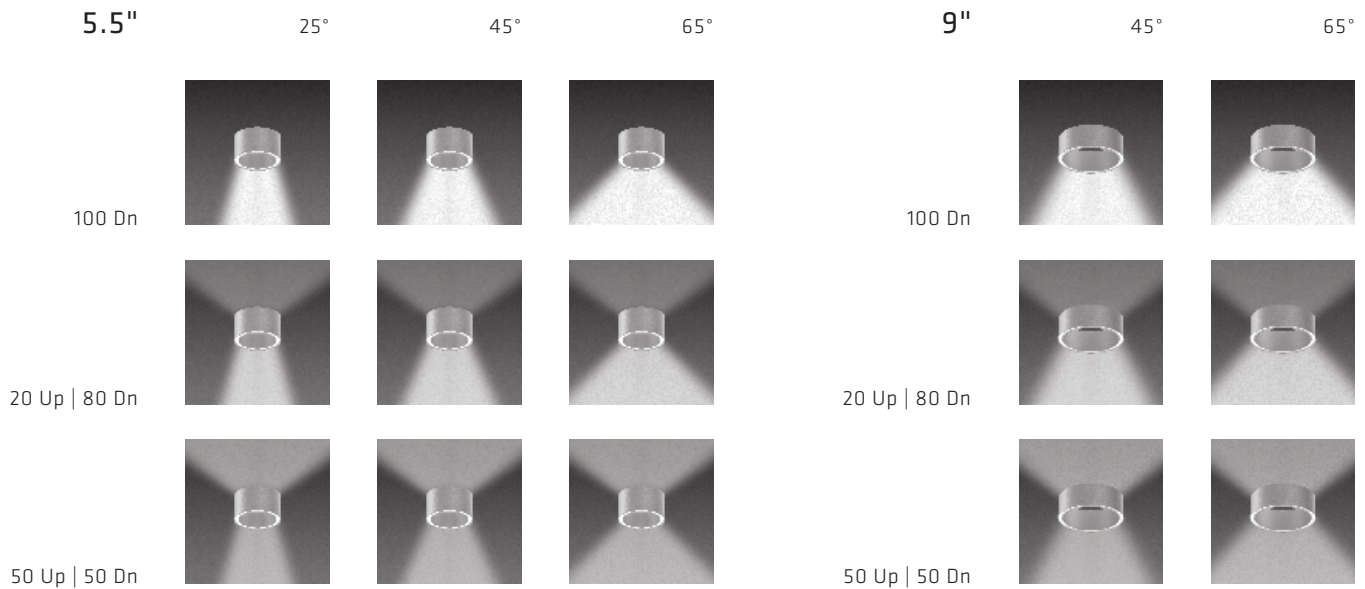 5.5" 25° 45° 65° 9" 45° 65°
100 Dn 100 Dn
20 Up | 80 Dn 20 Up | 80 Dn
50 Up | 50 Dn 50 Up | 50 Dn